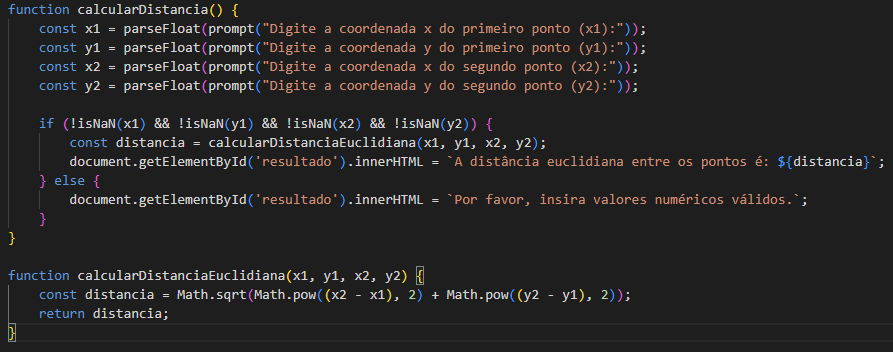 function calcularDistancia() {
    const x1 = parseFloat(prompt("Digite a coordenada x do primeiro ponto (x1):"));
    const y1 = parseFloat(prompt("Digite a coordenada y do primeiro ponto (y1):"));
    const x2 = parseFloat(prompt("Digite a coordenada x do segundo ponto (x2):"));
    const y2 = parseFloat(prompt("Digite a coordenada y do segundo ponto (y2):"));

    if (!isNaN(x1) && !isNaN(y1) && !isNaN(x2) && !isNaN(y2)) {
        const distancia = calcularDistanciaEuclidiana(x1, y1, x2, y2);
        document.getElementById('resultado').innerHTML = `A distância euclidiana entre os pontos é: ${distancia}`;
    } else {
        document.getElementById('resultado').innerHTML = `Por favor, insira valores numéricos válidos.`;
    }
}

function calcularDistanciaEuclidiana(x1, y1, x2, y2) {
    const distancia = Math.sqrt(Math.pow((x2 - x1), 2) + Math.pow((y2 - y1), 2));
    return distancia;
}